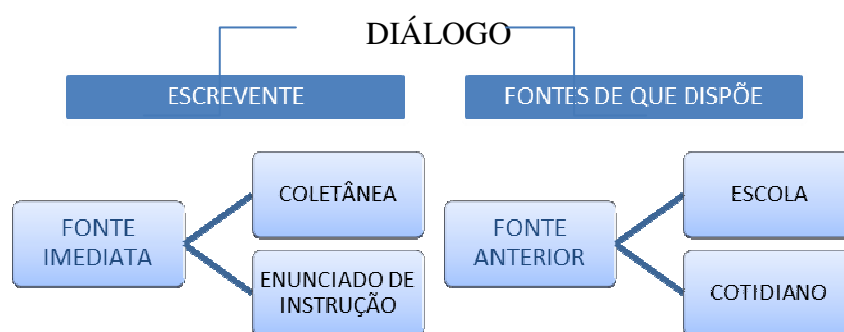 DIÁLOGO
ESCREVENTE
FONTES DE QUE DISPÕE
FONTE
IMEDIATA
COLETÂNEA
ENUNCIADO DE
INSTRUÇÃO
FONTE
ANTERIOR
ESCOLA
COTIDIANO